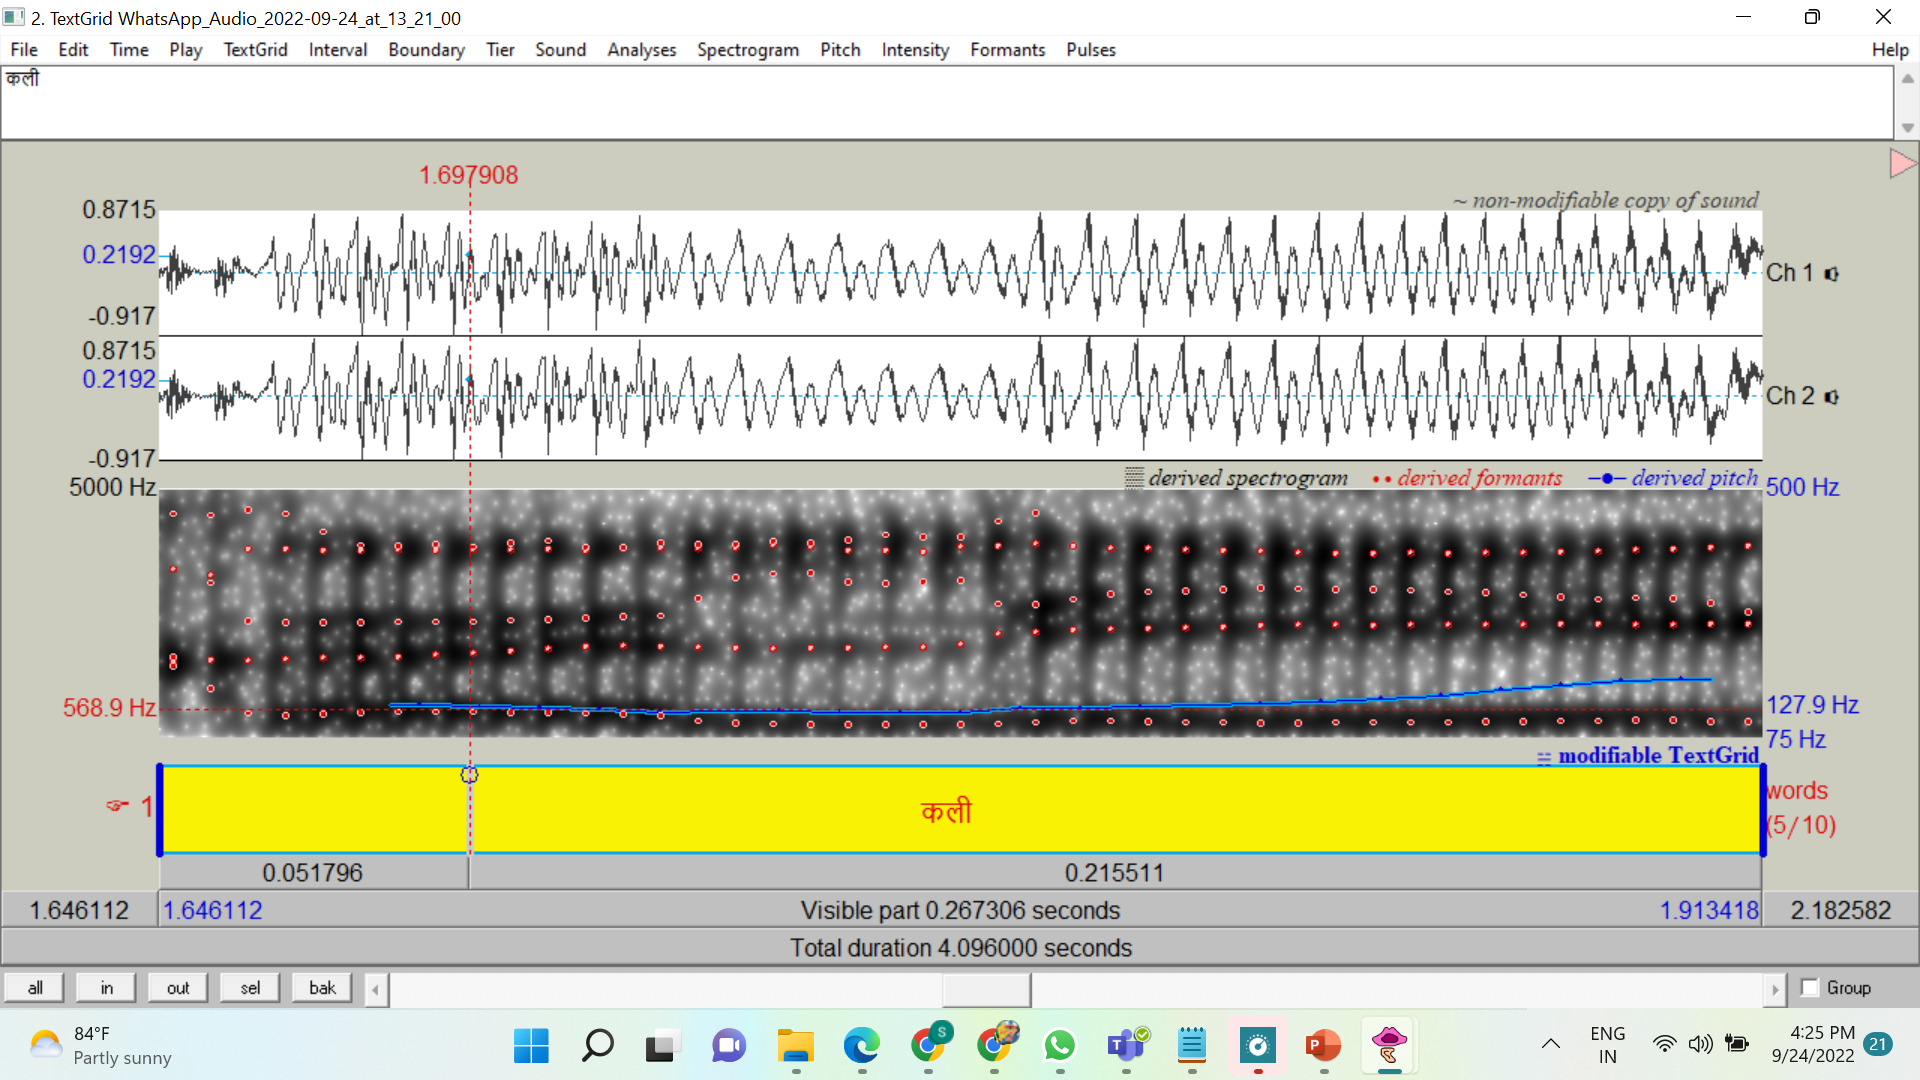 2. TextGrid WhatsApp_Audio_2022-09-24_at_13_21_00
File Edit Time Play TextGrid Interval Boundary Tier Sound Analyses Spectrogram Pitch Intensity Formants Pulses Help
कली
1.697908
~ non-modifiable copy of sound
0.8715
0.2192
-0.917
Ch 1
0.8715
0.2192
-0.917
Ch 2
derived spectrogram derived formants derived pitch
5000 Hz 500 Hz
568.9 Hz 127.9 Hz
75 Hz
modifiable TextGrid
1 कली words
(5/10)
0.051796 0.215511
1.646112 1.646112 Visible part 0.267306 seconds 1.913418 2.182582
Total duration 4.096000 seconds
all in out sel bak Group
84°F
Partly sunny
S
T
P
ENG
IN
4:25 PM
9/24/2022
21